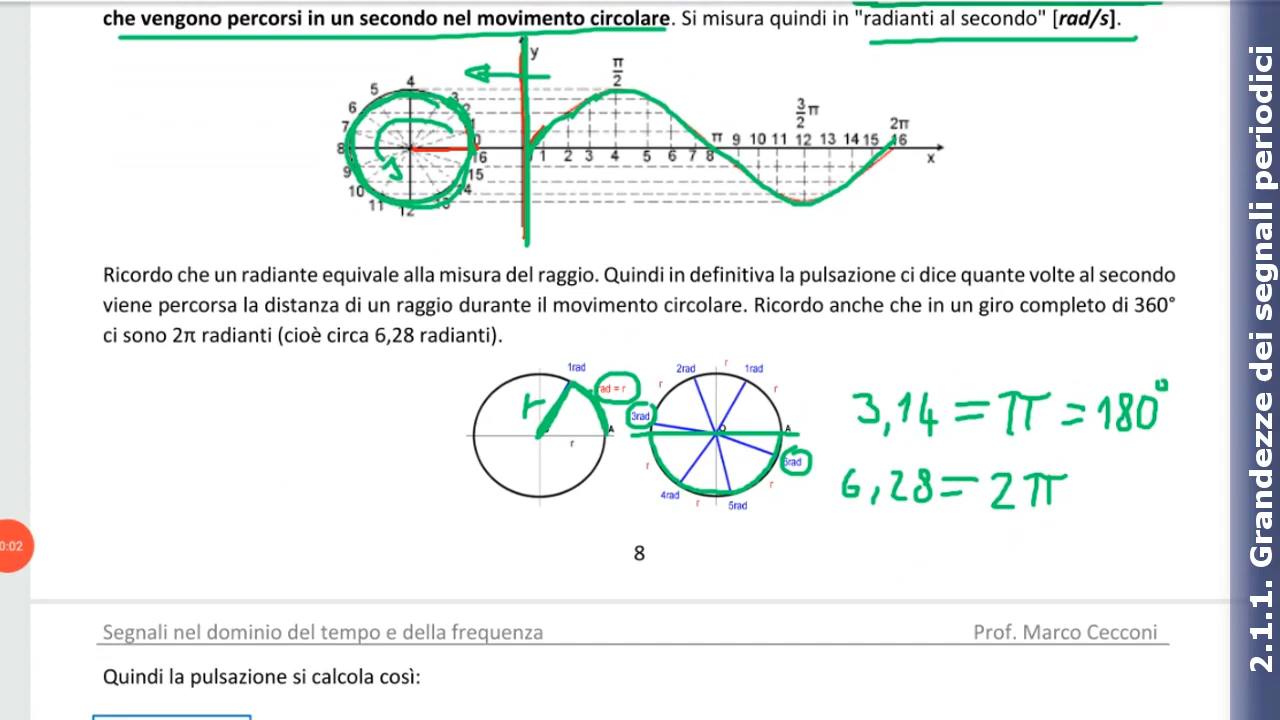 che vengono percorsi in un secondo nel movimento circolare. Si misura quindi in "radianti al secondo" [rad/s].
y
π/2
3/2 π
2π
5 4 3
6 2
7 1
8 0
9 16
10 15
11 12 13 14
1 2 3 4 5 6 7 8 π 9 10 11 12 13 14 15 16
x
Ricordo che un radiante equivale alla misura del raggio. Quindi in definitiva la pulsazione ci dice quante volte al secondo
viene percorsa la distanza di un raggio durante il movimento circolare. Ricordo anche che in un giro completo di 360°
ci sono 2π radianti (cioè circa 6,28 radianti).
1rad
rad = r
r
A
r
2rad r 1rad
r r
3rad
O A
r 6rad
4rad r 5rad r
3,14 = π = 180°
6,28 = 2π
8
Segnali nel dominio del tempo e della frequenza Prof. Marco Cecconi
Quindi la pulsazione si calcola così:
0:02
2.1.1. Grandezze dei segnali periodici